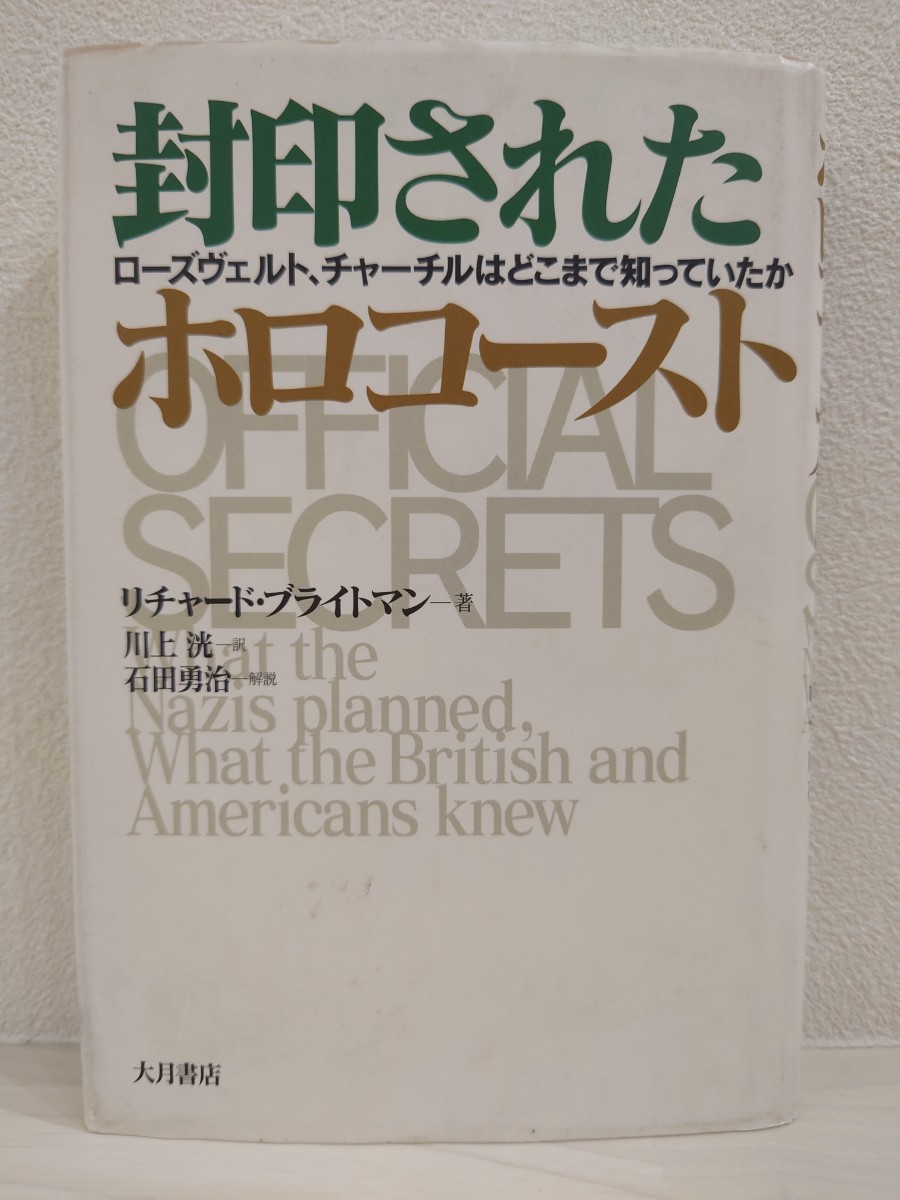 封印された
ローズヴェルト、チャーチルはどこまで知っていたか
ホロコースト
OFFICIAL
SECRETS
リチャード・ブライトマン―著
川上 洸―訳
石田勇治―解説
What the
Nazis planned,
What the British and
Americans knew
大月書店